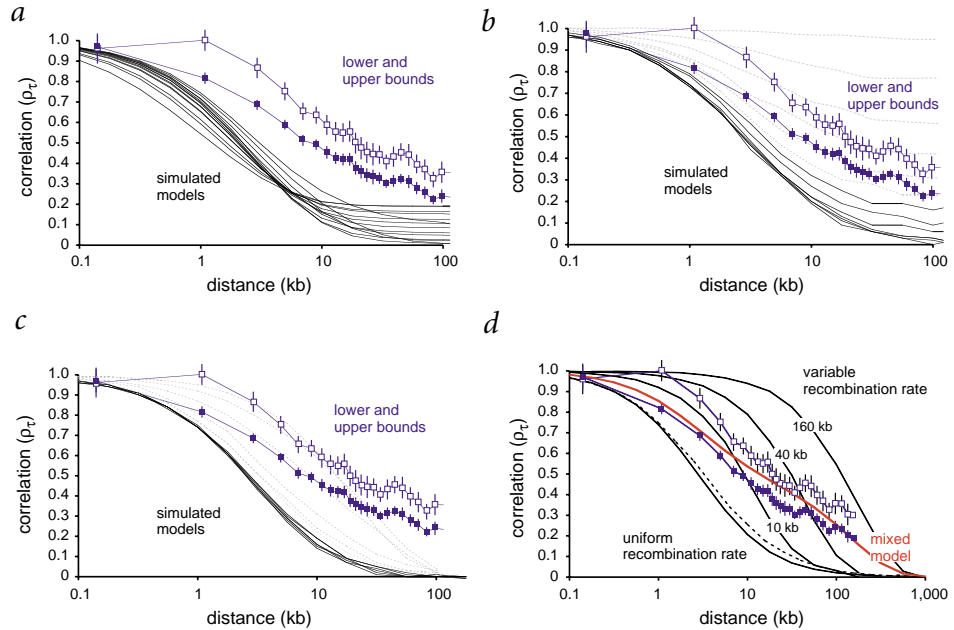 a
correlation (ρτ)
1.0
0.9
0.8
0.7
0.6
0.5
0.4
0.3
0.2
0.1
0
lower and
upper bounds
simulated
models
0.1
1
10
100
distance (kb)
b
correlation (ρτ)
1.0
0.9
0.8
0.7
0.6
0.5
0.4
0.3
0.2
0.1
0
lower and
upper bounds
simulated
models
0.1
1
10
100
distance (kb)
c
correlation (ρτ)
1.0
0.9
0.8
0.7
0.6
0.5
0.4
0.3
0.2
0.1
0
lower and
upper bounds
simulated
models
0.1
1
10
100
distance (kb)
d
correlation (ρτ)
1.0
0.9
0.8
0.7
0.6
0.5
0.4
0.3
0.2
0.1
0
variable
recombination rate
160 kb
40 kb
10 kb
uniform
recombination rate
mixed
model
0.1
1
10
100
1,000
distance (kb)